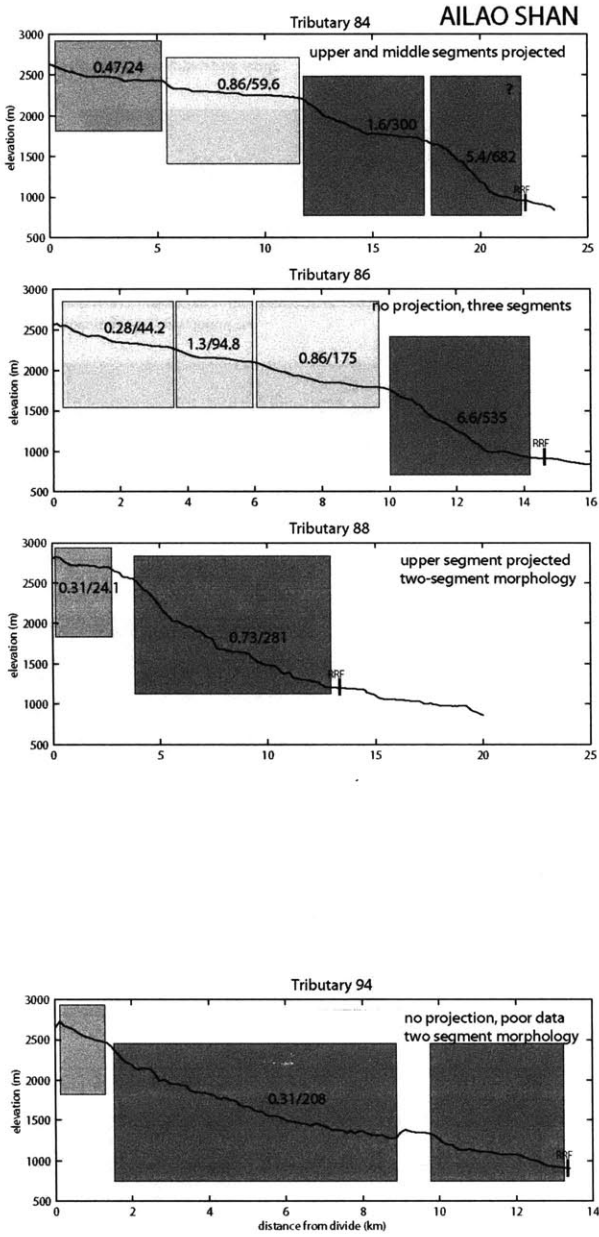 AILAO SHAN
Tributary 84
upper and middle segments projected
3000
2500
2000
1500
1000
500
elevation (m)
0.47/24
0.86/59.6
1.6/300
5.4/682
?
RRF
0 5 10 15 20 25
Tributary 86
no projection, three segments
3000
2500
2000
1500
1000
500
elevation (m)
0.28/44.2
1.3/94.8
0.86/175
6.6/535
RRF
0 2 4 6 8 10 12 14 16
Tributary 88
upper segment projected
two-segment morphology
3000
2500
2000
1500
1000
500
elevation (m)
0.31/24.1
0.73/281
RRF
0 5 10 15 20 25
Tributary 94
no projection, poor data
two segment morphology
3000
2500
2000
1500
1000
500
elevation (m)
0.31/208
RRF
0 2 4 6 8 10 12 14
distance from divide (km)